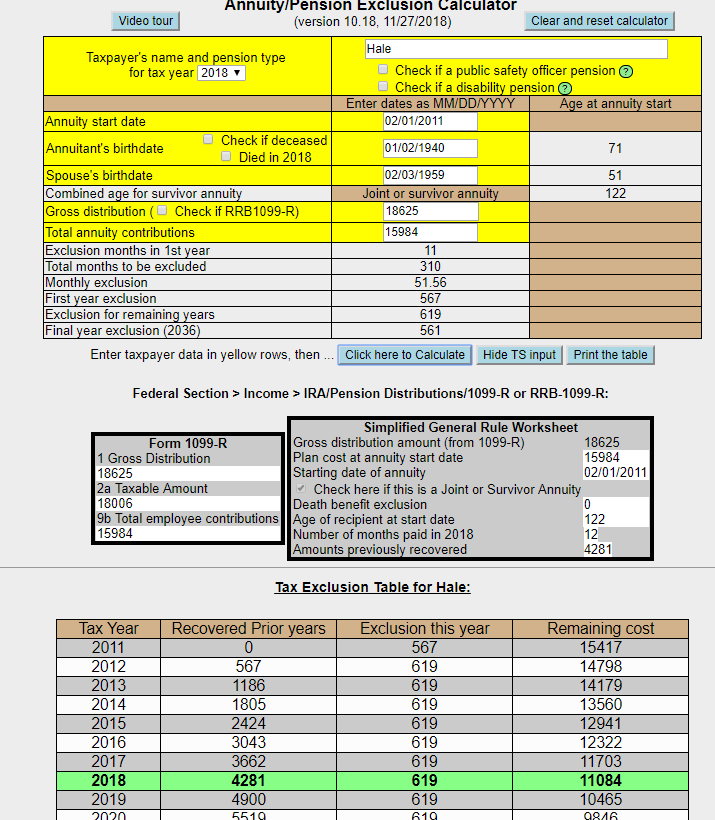 Annuity/Pension Exclusion Calculator
Video tour (version 10.18, 11/27/2018) Clear and reset calculator
Taxpayer's name and pension type
for tax year 2018
Hale
Check if a public safety officer pension ?
Check if a disability pension ?
Enter dates as MM/DD/YYYY Age at annuity start
Annuity start date 02/01/2011
Annuitant's birthdate Check if deceased
Died in 2018 01/02/1940 71
Spouse's birthdate 02/03/1959 51
Combined age for survivor annuity Joint or survivor annuity 122
Gross distribution ( Check if RRB1099-R) 18625
Total annuity contributions 15984
Exclusion months in 1st year 11
Total months to be excluded 310
Monthly exclusion 51.56
First year exclusion 567
Exclusion for remaining years 619
Final year exclusion (2036) 561
Enter taxpayer data in yellow rows, then ... Click here to Calculate Hide TS input Print the table
Federal Section > Income > IRA/Pension Distributions/1099-R or RRB-1099-R:
Form 1099-R
1 Gross Distribution
18625
2a Taxable Amount
18006
9b Total employee contributions
15984
Simplified General Rule Worksheet
Gross distribution amount (from 1099-R) 18625
Plan cost at annuity start date 15984
Starting date of annuity 02/01/2011
Check here if this is a Joint or Survivor Annuity
Death benefit exclusion 0
Age of recipient at start date 122
Number of months paid in 2018 12
Amounts previously recovered 4281
Tax Exclusion Table for Hale:
Tax Year Recovered Prior years Exclusion this year Remaining cost
2011 0 567 15417
2012 567 619 14798
2013 1186 619 14179
2014 1805 619 13560
2015 2424 619 12941
2016 3043 619 12322
2017 3662 619 11703
2018 4281 619 11084
2019 4900 619 10465
2020 5519 619 9846